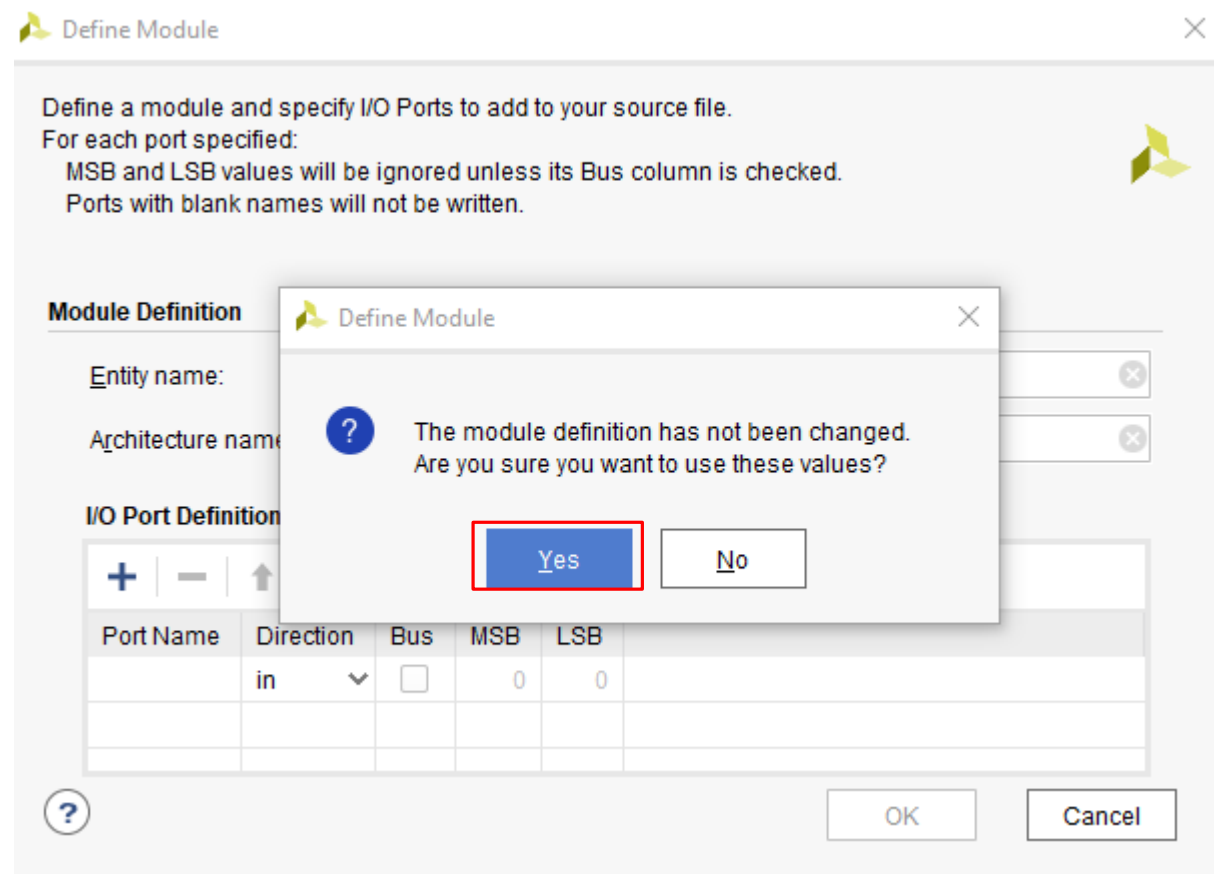 Define Module
Define a module and specify I/O Ports to add to your source file.
For each port specified:
MSB and LSB values will be ignored unless its Bus column is checked.
Ports with blank names will not be written.
Module Definition
Define Module
Entity name:
Architecture name
The module definition has not been changed.
Are you sure you want to use these values?
I/O Port Definition
Yes No
Port Name Direction Bus MSB LSB
in 0 0
? OK Cancel